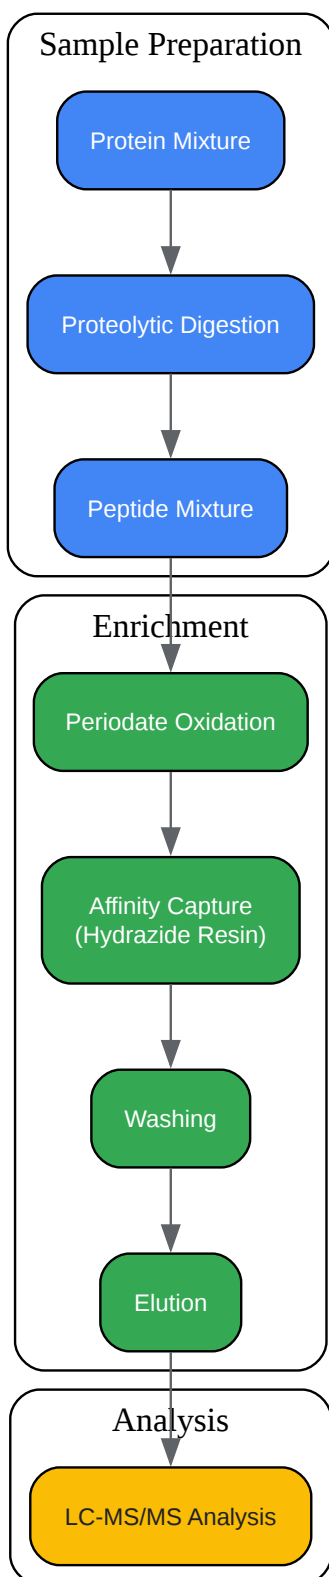 Sample Preparation
Protein Mixture
Proteolytic Digestion
Peptide Mixture
Enrichment
Periodate Oxidation
Affinity Capture
(Hydrazide Resin)
Washing
Elution
Analysis
LC-MS/MS Analysis